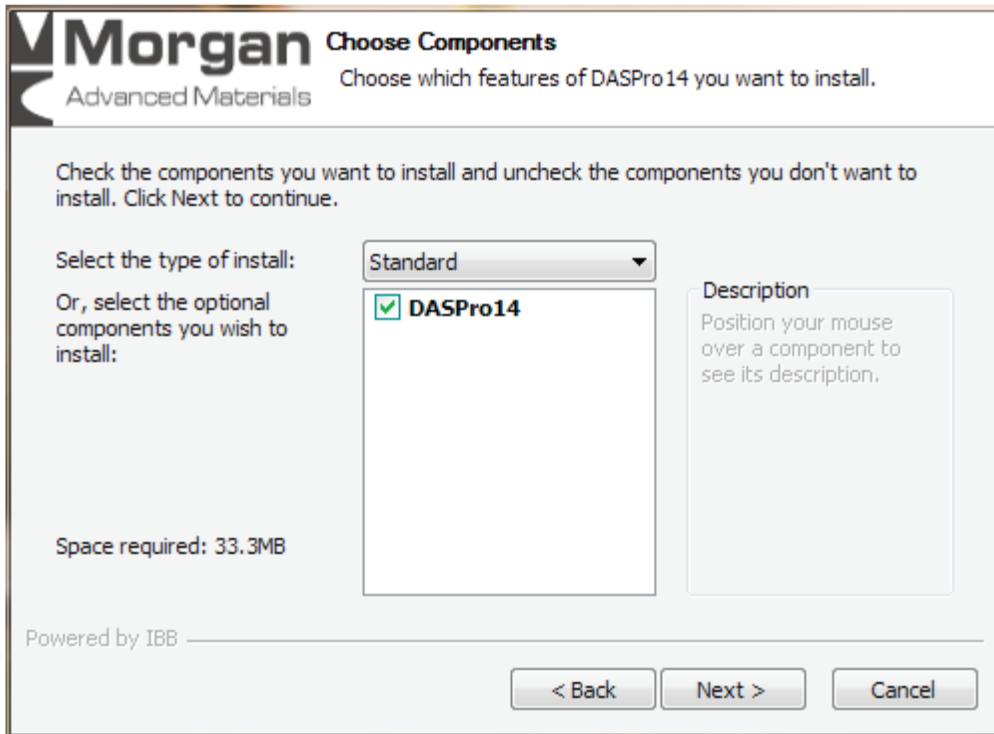 Morgan
Advanced Materials
Choose Components
Choose which features of DASPro14 you want to install.
Check the components you want to install and uncheck the components you don't want to
install. Click Next to continue.
Select the type of install:
Standard
Or, select the optional
components you wish to
install:
DASPro14
Description
Position your mouse
over a component to
see its description.
Space required: 33.3MB
Powered by IBB
< Back
Next >
Cancel